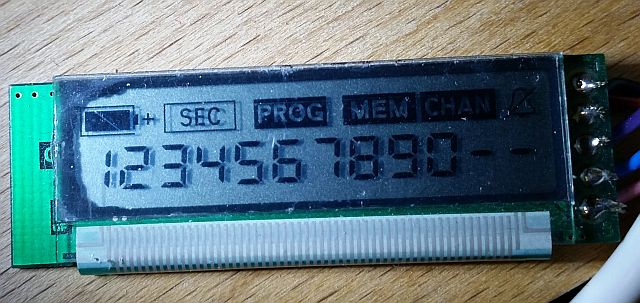 + SEC PROG MEM CHAN
1234567890--